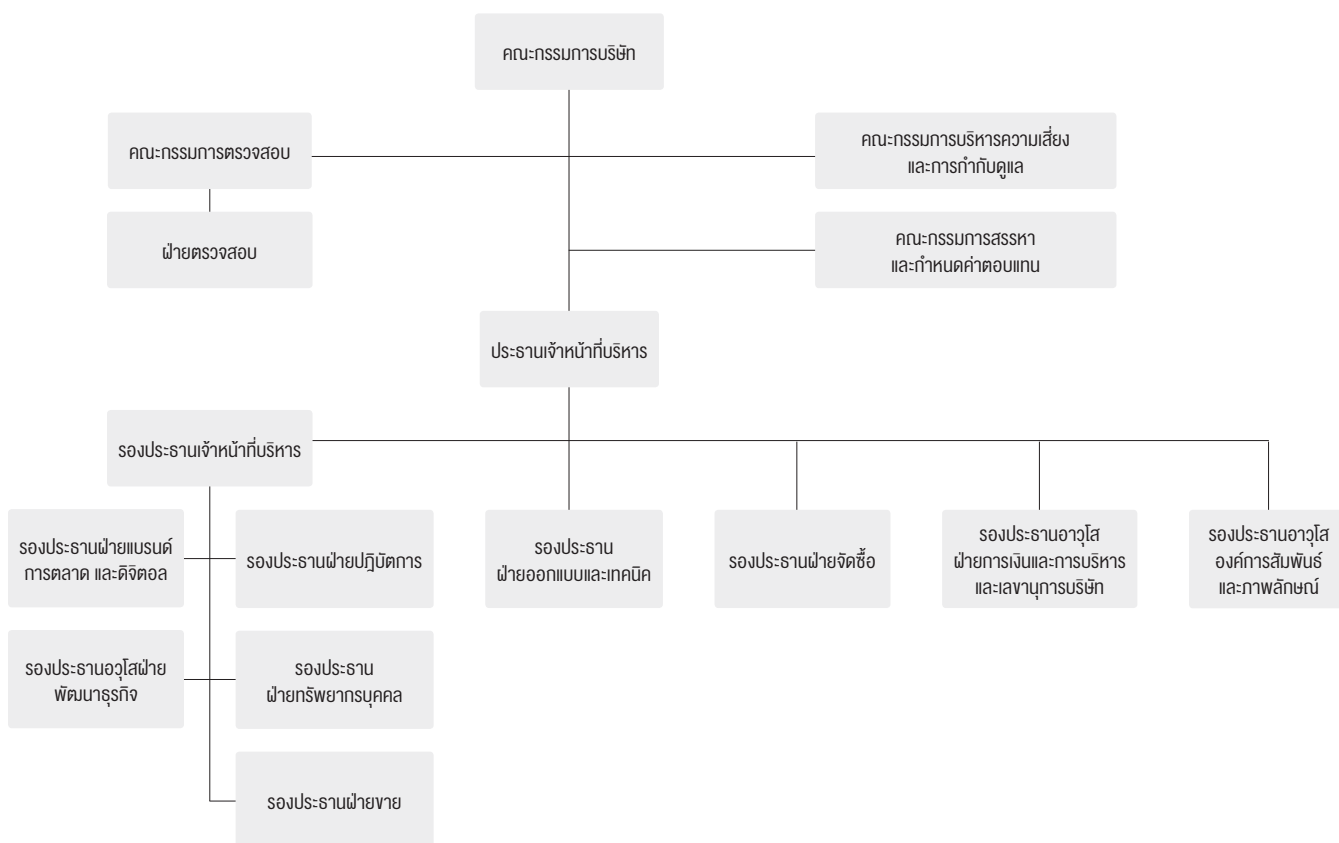 คณะกรรมการบริษัท
คณะกรรมการตรวจสอบ
คณะกรรมการบริหารความเสี่ยง
และการกำกับดูแล
ฝ่ายตรวจสอบ
คณะกรรมการสรรหา
และกำหนดค่าตอบแทน
ประธานเจ้าหน้าที่บริหาร
รองประธานเจ้าหน้าที่บริหาร
รองประธานฝ่ายแบรนด์
การตลาด และดิจิตอล
รองประธานฝ่ายปฎิบัตการ
รองประธาน
ฝ่ายออกแบบและเทคนิค
รองประธานฝ่ายจัดซื้อ
รองประธานอาวุโส
ฝ่ายการเงินและการบริหาร
และเลขานุการบริษัท
รองประธานอาวุโส
องค์การสัมพันธ์
และภาพลักษณ์
รองประธานอวุโสฝ่าย
พัฒนาธุรกิจ
รองประธาน
ฝ่ายทรัพยากรบุคคล
รองประธานฝ่ายขาย